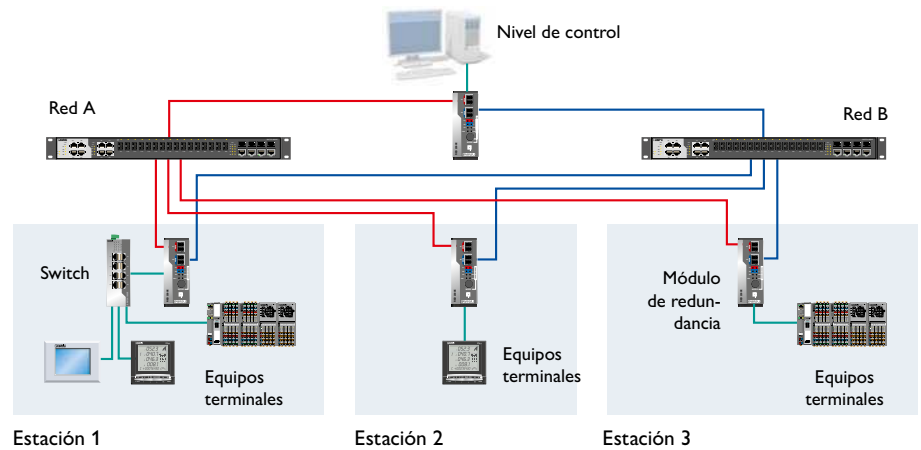 Nivel de control
Red A
Red B
Switch
Módulo
de redun-
dancia
Equipos
terminales
Equipos
terminales
Equipos
terminales
Estación 1
Estación 2
Estación 3